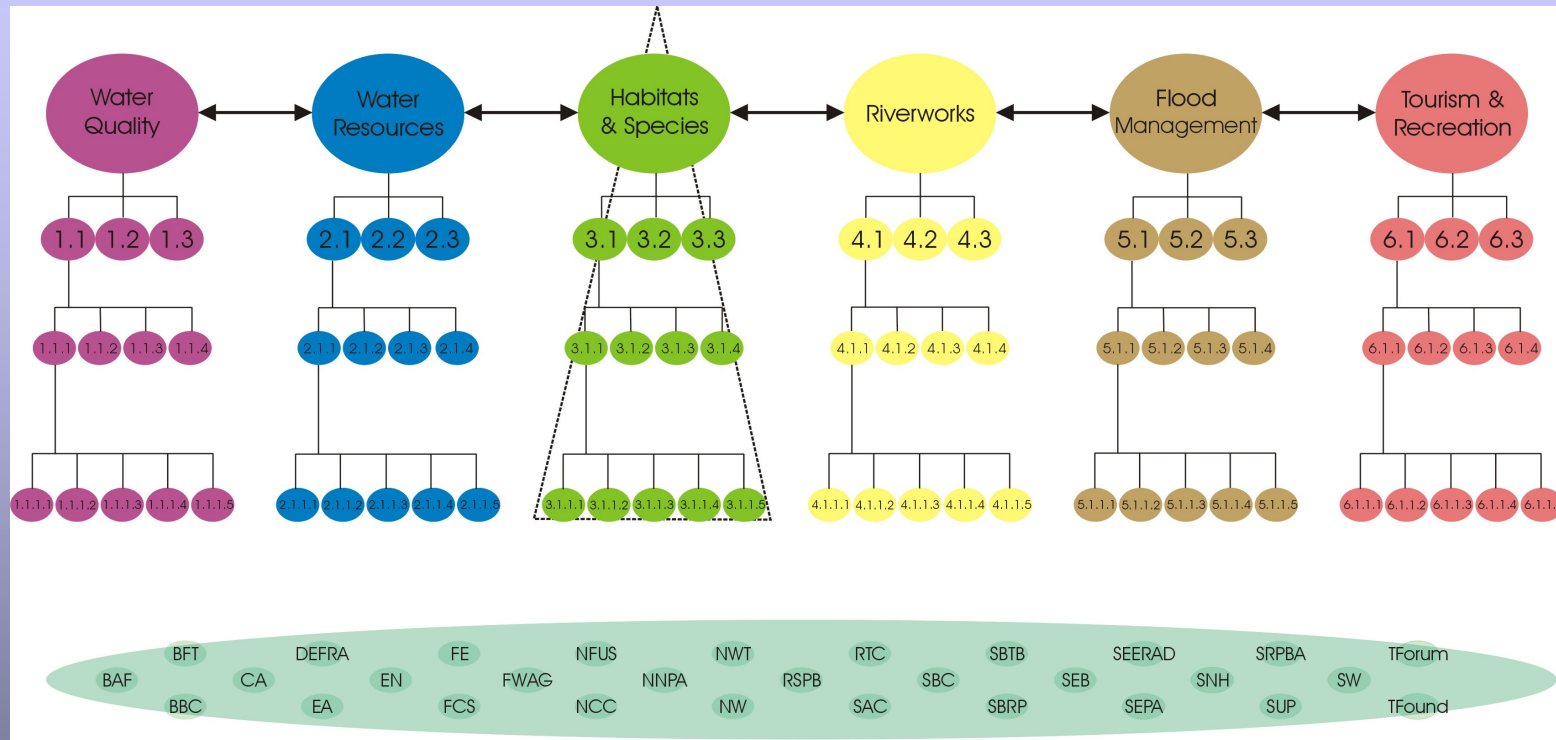 Water
Quality
Water
Resources
Habitats
& Species
Riverworks
Flood
Management
Tourism &
Recreation
1.1 1.2 1.3 2.1 2.2 2.3 3.1 3.2 3.3 4.1 4.2 4.3 5.1 5.2 5.3 6.1 6.2 6.3
1.1.1 1.1.2 1.1.3 1.1.4 2.1.1 2.1.2 2.1.3 2.1.4 3.1.1 3.1.2 3.1.3 3.1.4 4.1.1 4.1.2 4.1.3 4.1.4 5.1.1 5.1.2 5.1.3 5.1.4 6.1.1 6.1.2 6.1.3 6.1.4
1.1.1.1 1.1.1.2 1.1.1.3 1.1.1.4 1.1.1.5 2.1.1.1 2.1.1.2 2.1.1.3 2.1.1.4 2.1.1.5 3.1.1.1 3.1.1.2 3.1.1.3 3.1.1.4 3.1.1.5 4.1.1.1 4.1.1.2 4.1.1.3 4.1.1.4 4.1.1.5 5.1.1.1 5.1.1.2 5.1.1.3 5.1.1.4 5.1.1.5 6.1.1.1 6.1.1.2 6.1.1.3 6.1.1.4
BFT DEFRA FE NFUS NWT RTC SBTB SEERAD SRPBA TForum
BAF CA EN FWAG NNPA RSPB SBC SEB SNH SW
BBC EA FCS NCC NW SAC SBRP SEPA SUP TFound